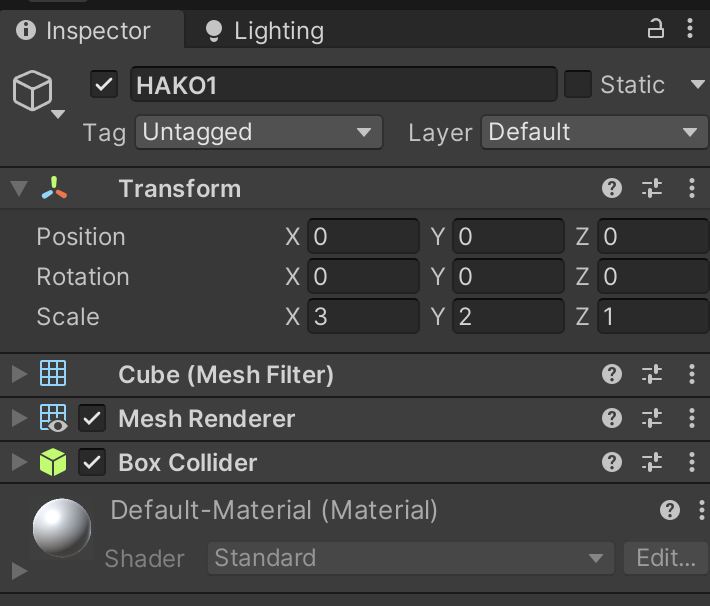 Inspector Lighting
HAKO1 Static
Tag Untagged Layer Default
Transform
Position X 0 Y 0 Z 0
Rotation X 0 Y 0 Z 0
Scale X 3 Y 2 Z 1
Cube (Mesh Filter)
Mesh Renderer
Box Collider
Default-Material (Material)
Shader Standard Edit...